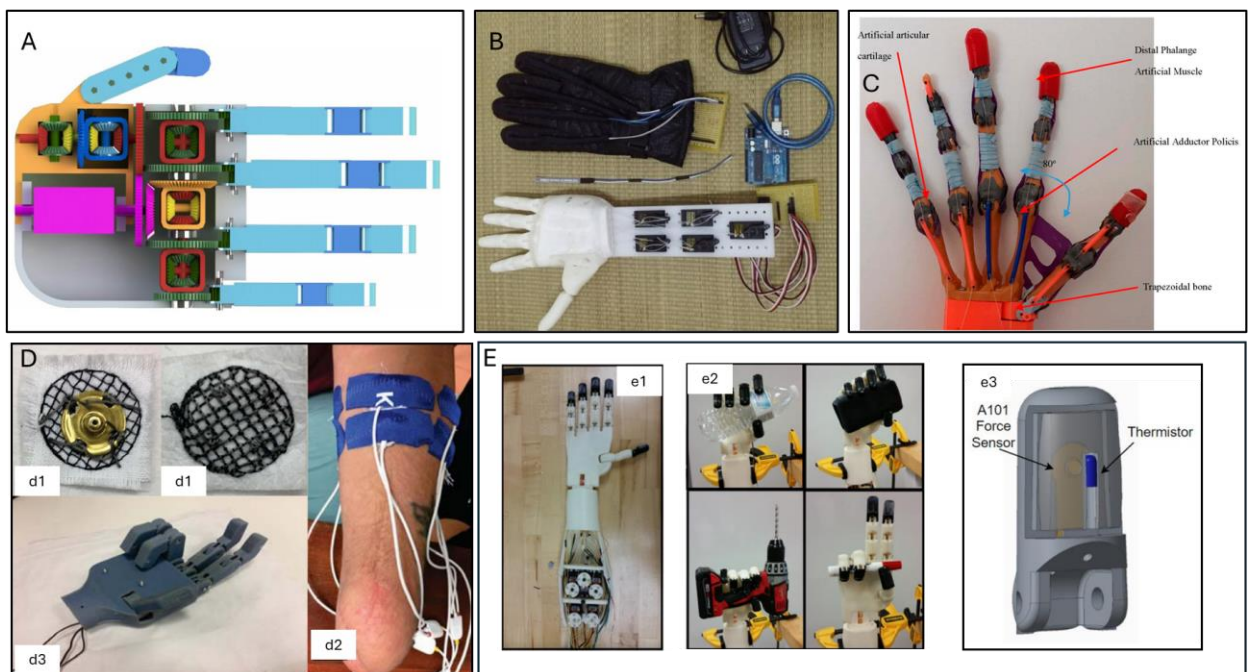 A
B
C
Artificial articular
cartilage
Distal Phalange
Artificial Muscle
Artificial Adductor Policis
80°
Trapezoidal bone
D
d1
d1
K
d2
d3
E
e1
e2
e3
A101
Force
Sensor
Thermistor